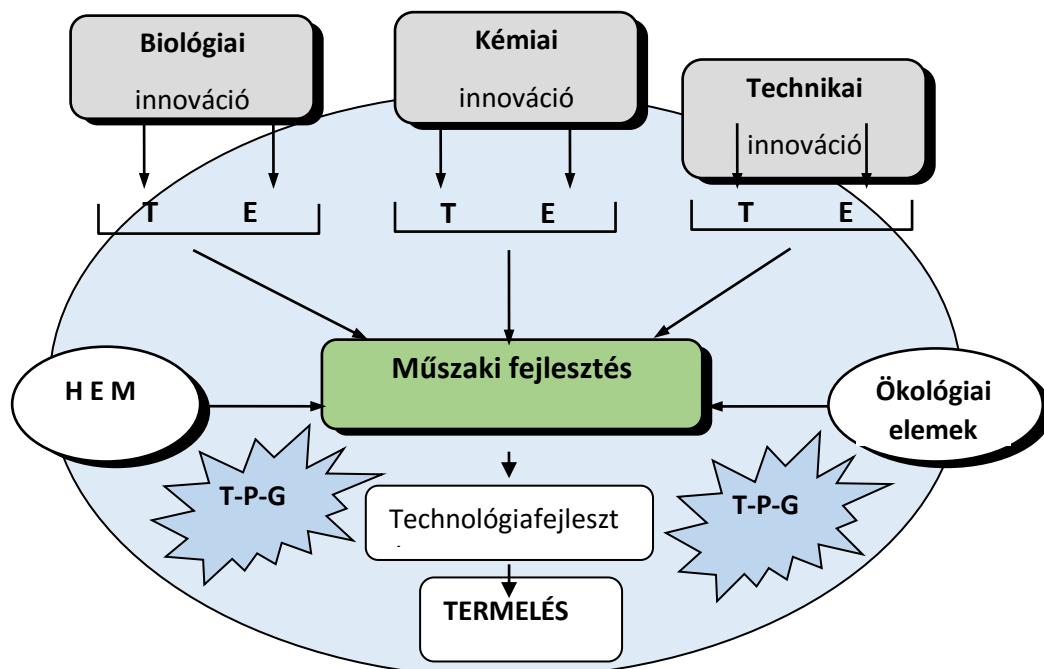 Biológiai
innováció
Kémiai
innováció
Technikai
innováció
T E
T E
T E
Műszaki fejlesztés
H E M
Ökológiai
elemek
T-P-G
T-P-G
Technológiafejleszt
TERMELÉS